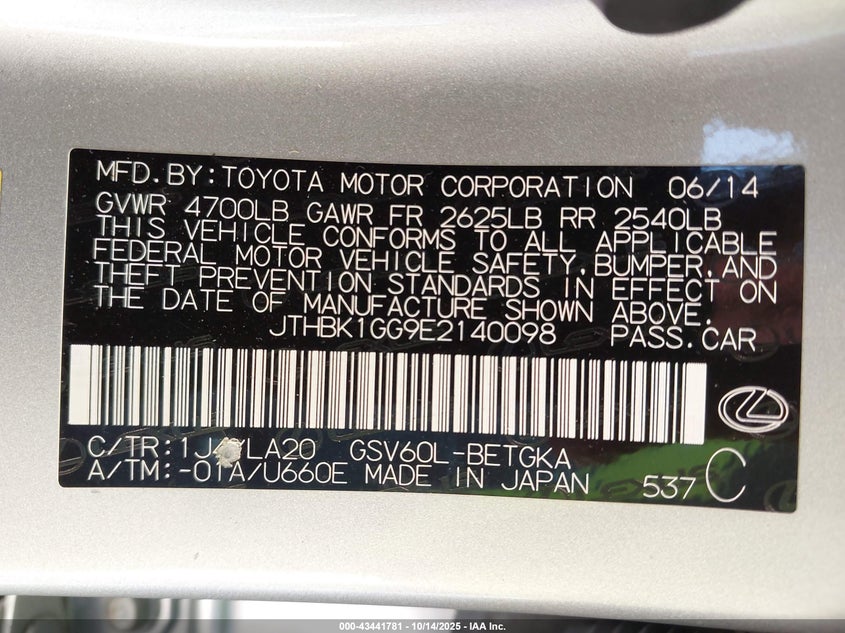 MFD.BY:TOYOTA MOTOR CORPORATION 06/14
GVWR 4700LB GAWR FR 2625LB RR 2540LB
THIS VEHICLE CONFORMS TO ALL APPLICABLE
FEDERAL MOTOR VEHICLE SAFETY,BUMPER,AND
THEFT PREVENTION STANDARDS IN EFFECT ON
THE DATE OF MANUFACTURE SHOWN ABOVE.
JTHBK1GG9E2140098 PASS.CAR
C/TR: LA20 GSV60L-BETGKA
A/TM:-01A/U660E MADE IN JAPAN 537 C
000-43441781 - 10/14/2025 - IAA Inc.